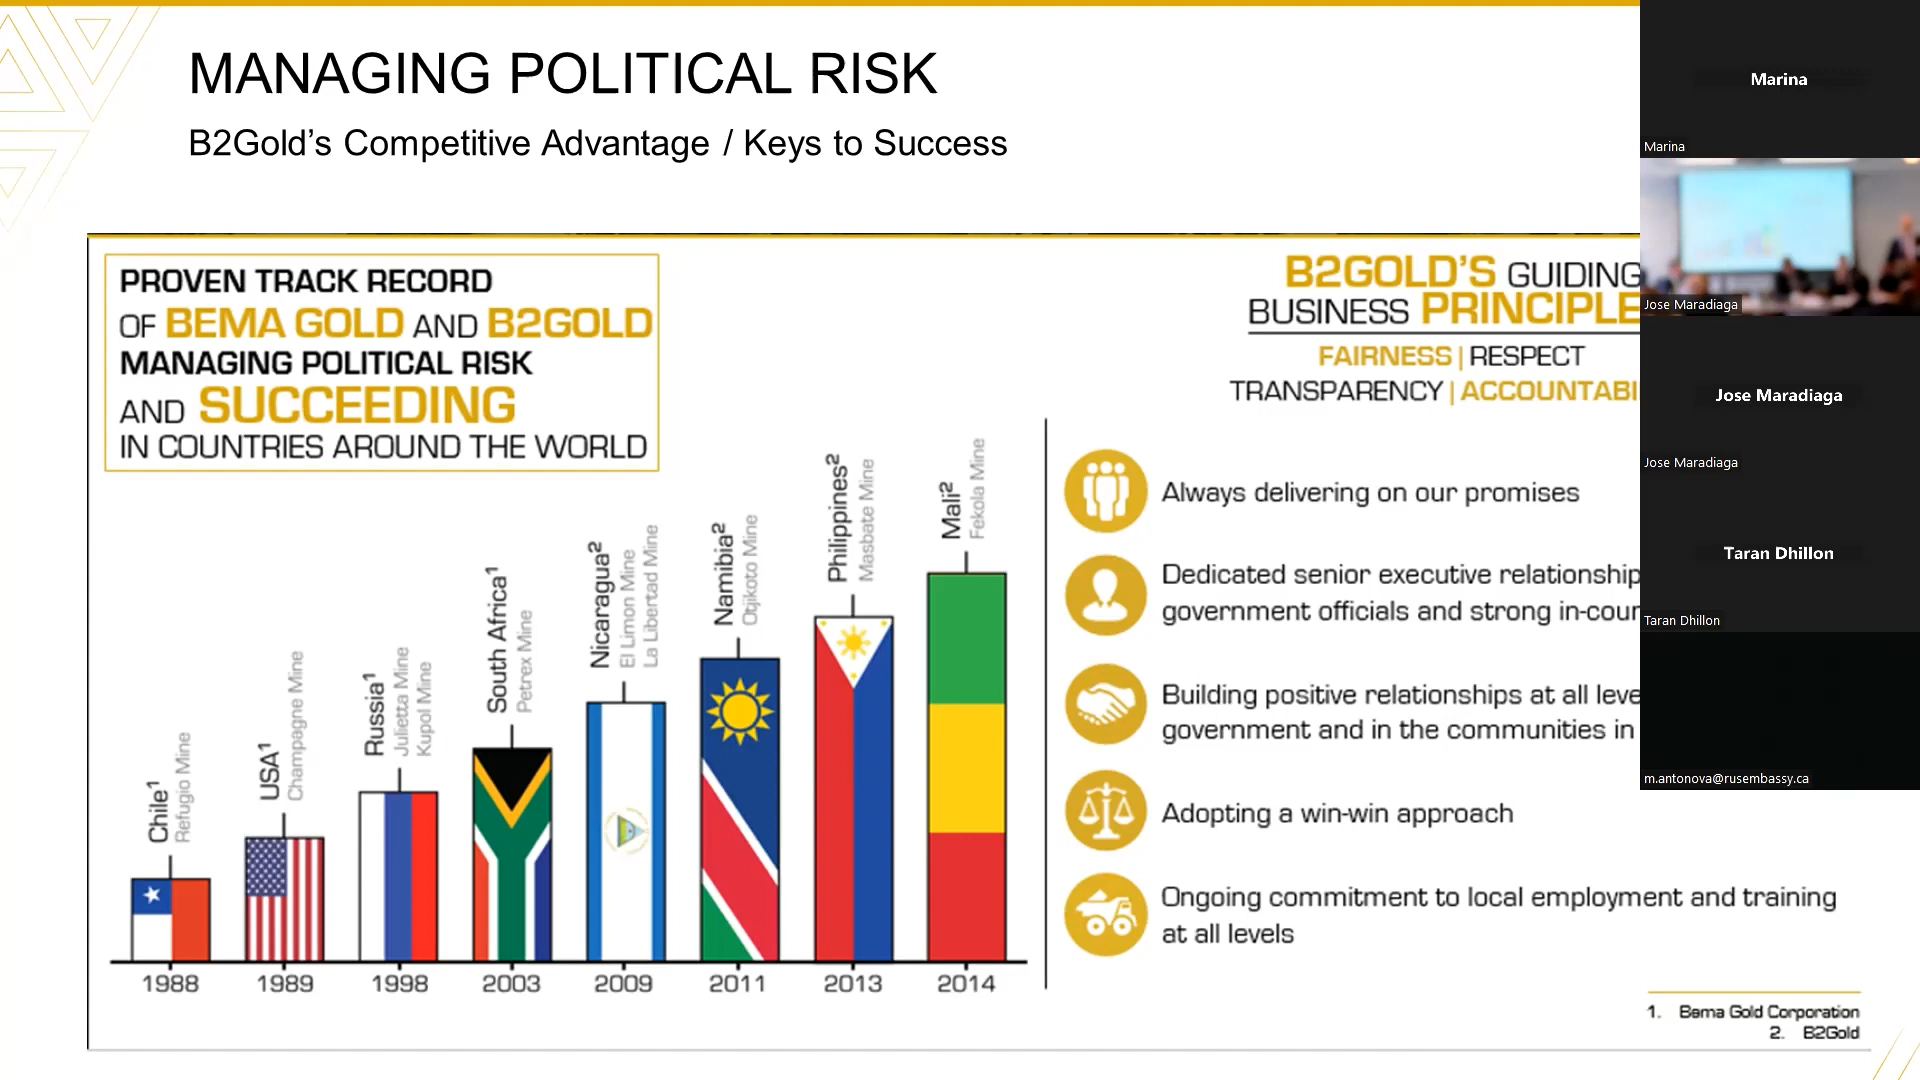 MANAGING POLITICAL RISK
B2Gold’s Competitive Advantage / Keys to Success
PROVEN TRACK RECORD
OF BEMA GOLD AND B2GOLD
MANAGING POLITICAL RISK
AND SUCCEEDING
IN COUNTRIES AROUND THE WORLD
Chile¹
Refugio Mine
USA¹
Champagne Mine
Russia¹
Julietta Mine
Kupol Mine
South Africa¹
Petrex Mine
Nicaragua²
El Limon Mine
La Libertad Mine
Namibia²
Otjikoto Mine
Philippines²
Masbate Mine
Mali²
Fekola Mine
1988
1989
1998
2003
2009
2011
2013
2014
B2GOLD’S GUIDING
BUSINESS PRINCIPLE
FAIRNESS | RESPECT
TRANSPARENCY | ACCOUNTABI
Always delivering on our promises
Dedicated senior executive relationship
government officials and strong in-cour
Building positive relationships at all leve
government and in the communities in
Adopting a win-win approach
Ongoing commitment to local employment and training
at all levels
1. Bema Gold Corporation
2. B2Gold
Marina
Marina
Jose Maradiaga
Jose Maradiaga
Jose Maradiaga
Taran Dhillon
Taran Dhillon
m.antonova@rusembassy.ca